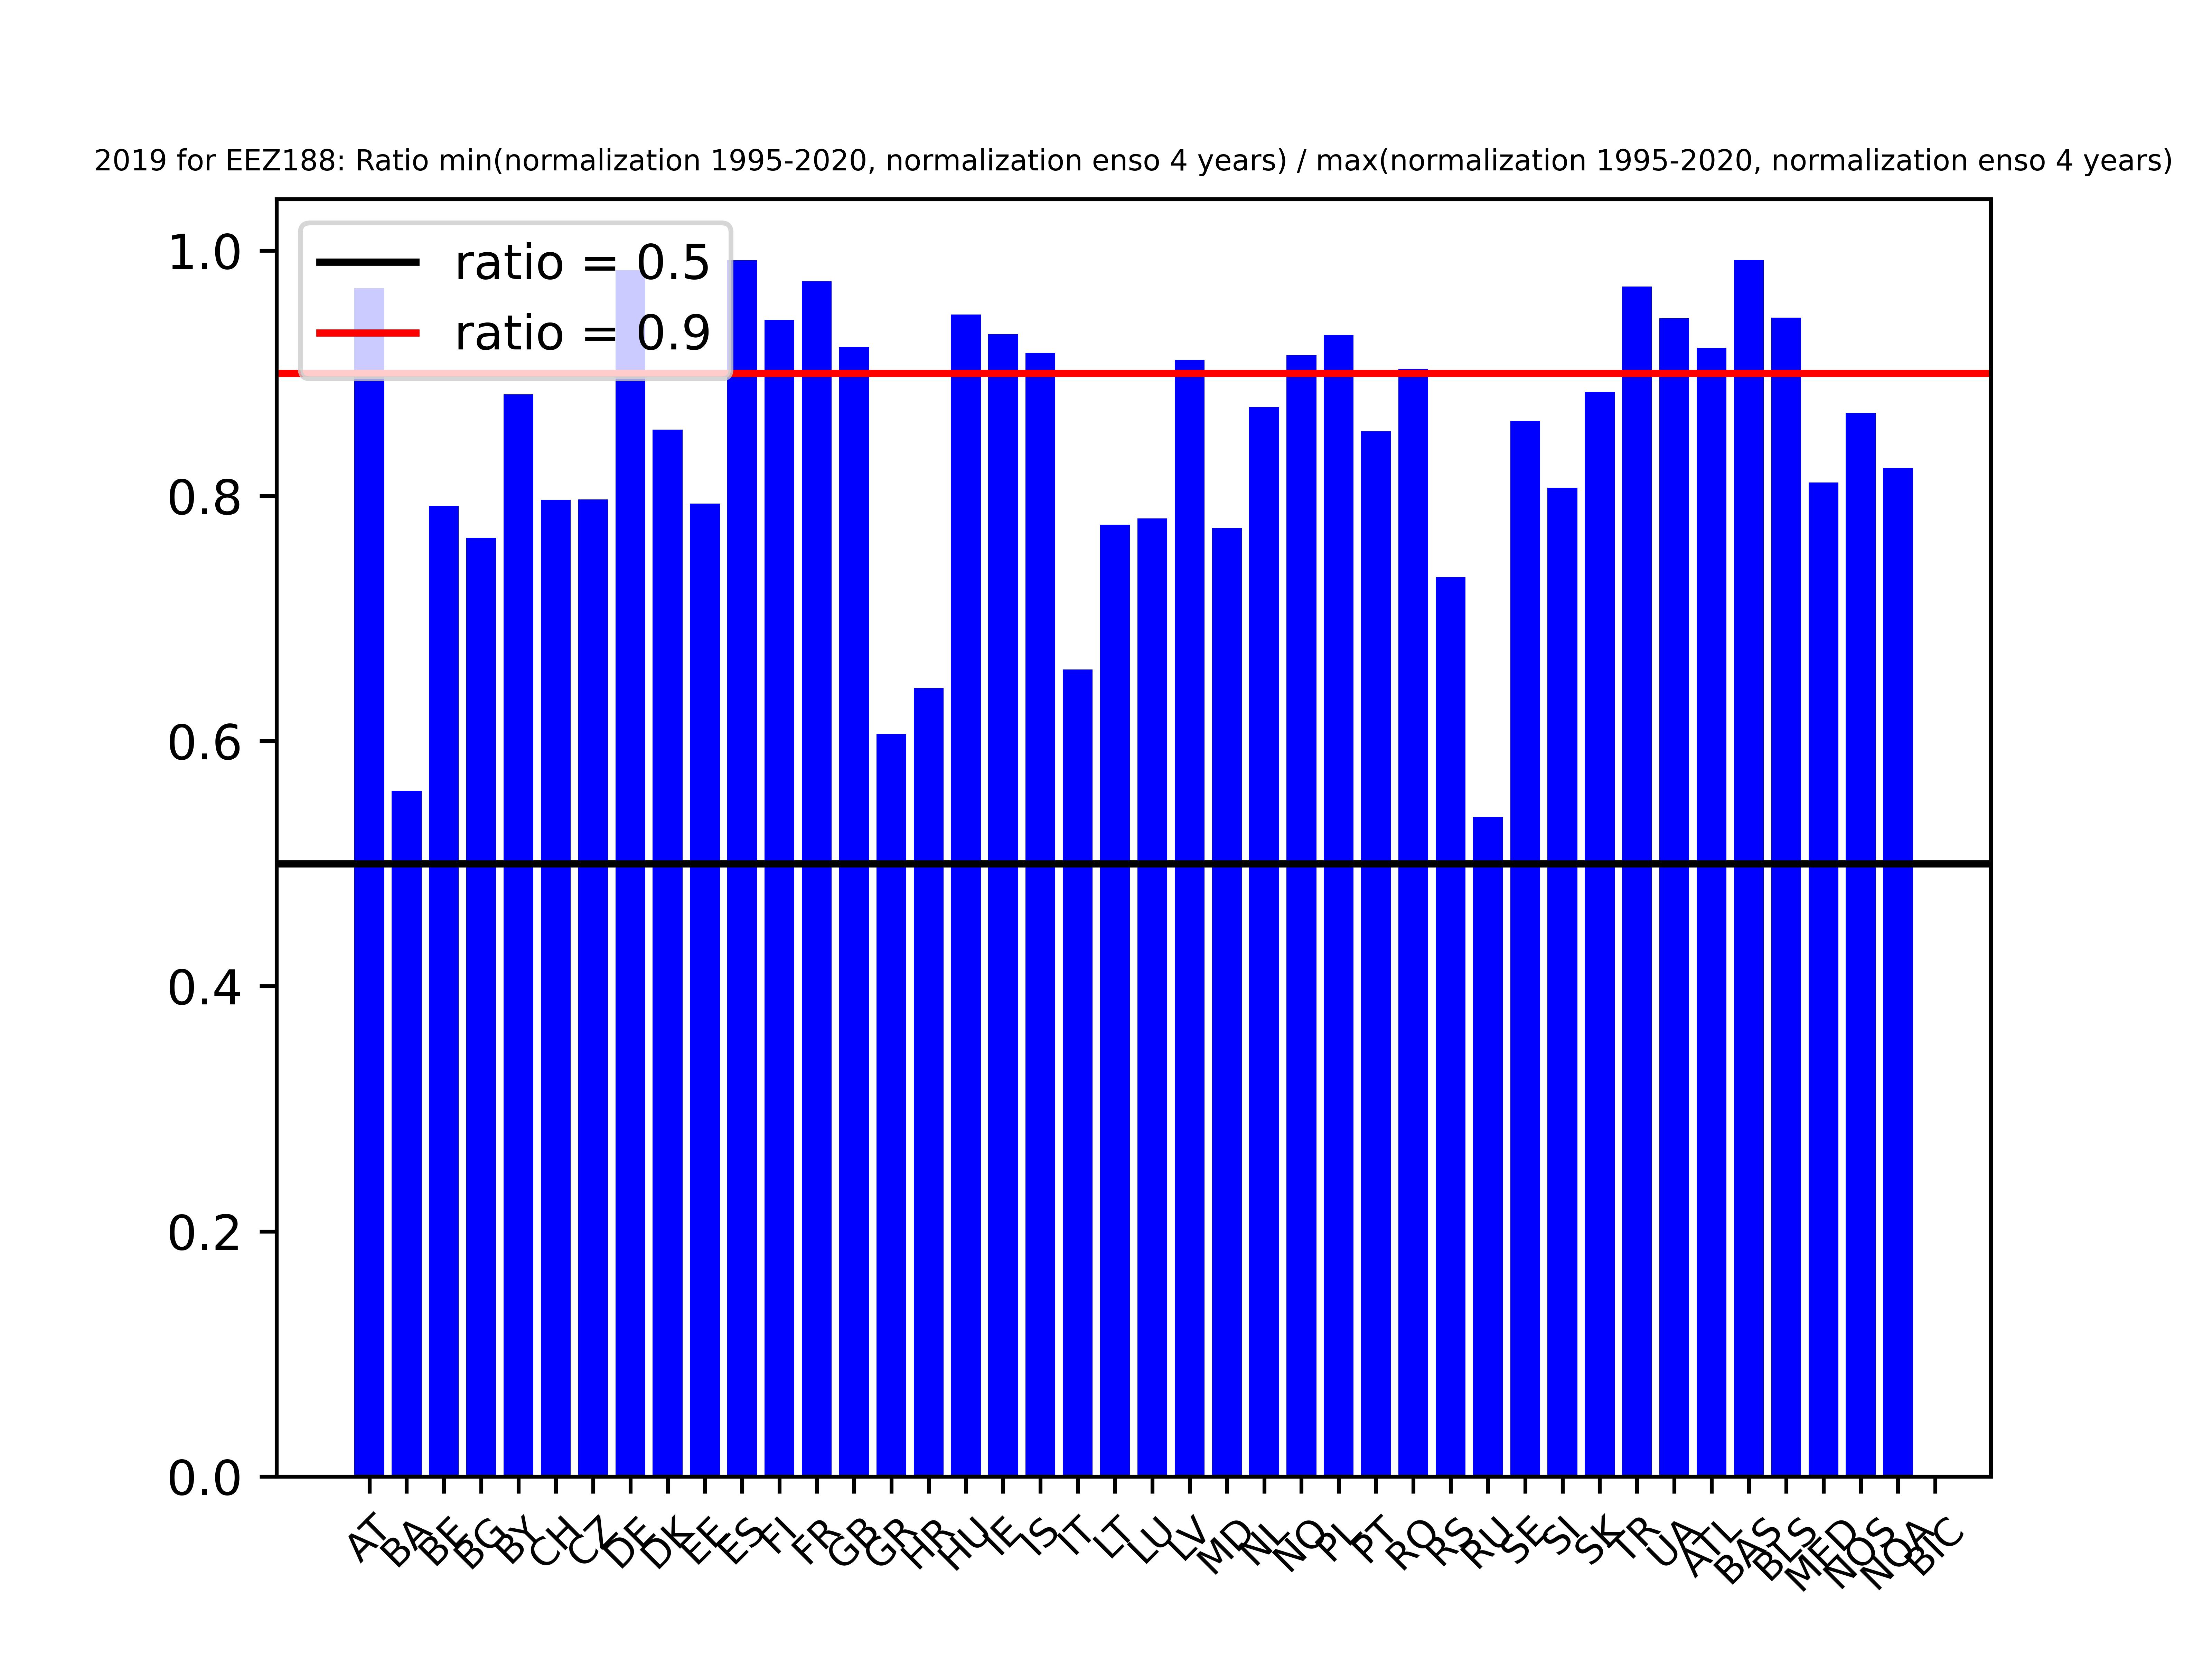 2019 for EEZ188: Ratio min(normalization 1995-2020, normalization enso 4 years) / max(normalization 1995-2020, normalization enso 4 years)
ratio = 0.5
ratio = 0.9
1.0
0.8
0.6
0.4
0.2
0.0
AT BA BE BG BY CH CZ DE DK EE ES FI FR GB GR HR HU IE IS IT LT LU LV MD NL NO PL PT RO RS RU SE SI SK TR UA ATL BAS BLS MED NOS NOA BIC